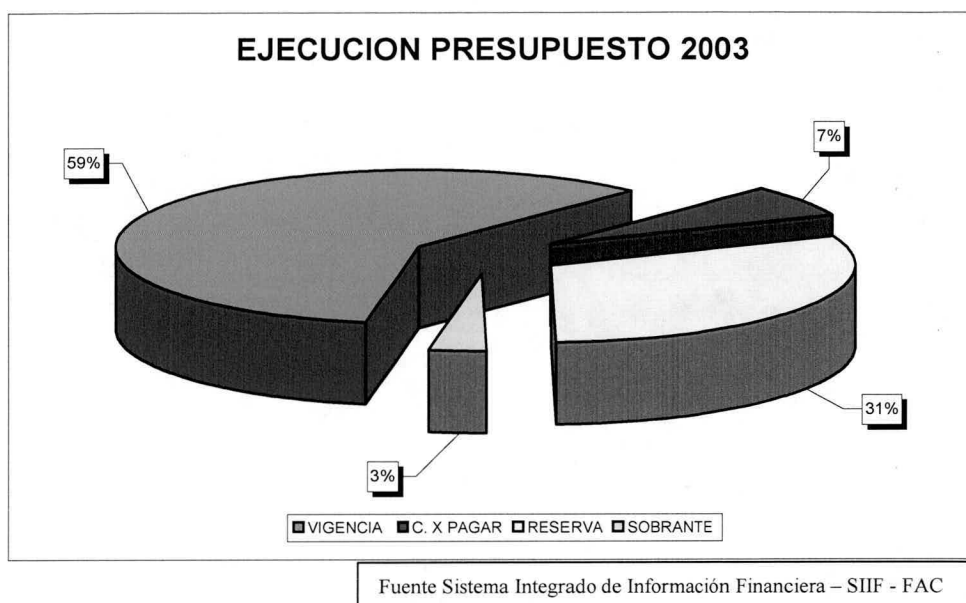 EJECUCION PRESUPUESTO 2003
59%
7%
31%
3%
VIGENCIA C. X PAGAR RESERVA SOBRANTE
Fuente Sistema Integrado de Información Financiera – SIIF - FAC